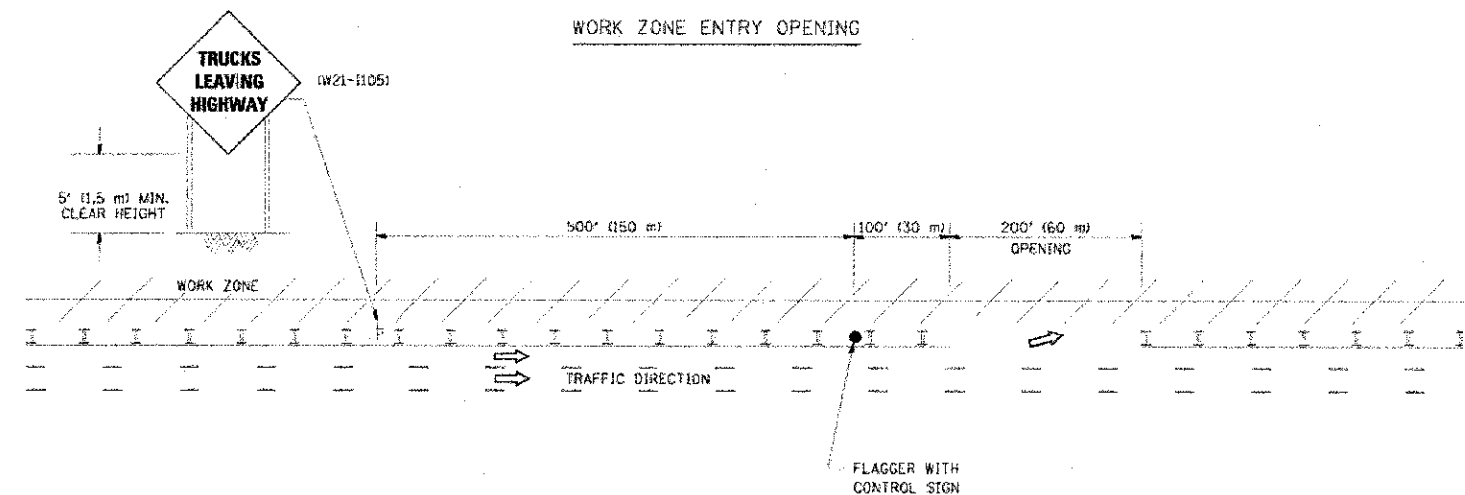 WORK ZONE ENTRY OPENING
TRUCKS
LEAVING
HIGHWAY
(W21-I105)
5' (1.5 m) MIN.
CLEAR HEIGHT
500' (150 m)
100' (30 m)
200' (60 m)
OPENING
WORK ZONE
TRAFFIC DIRECTION
FLAGGER WITH
CONTROL SIGN